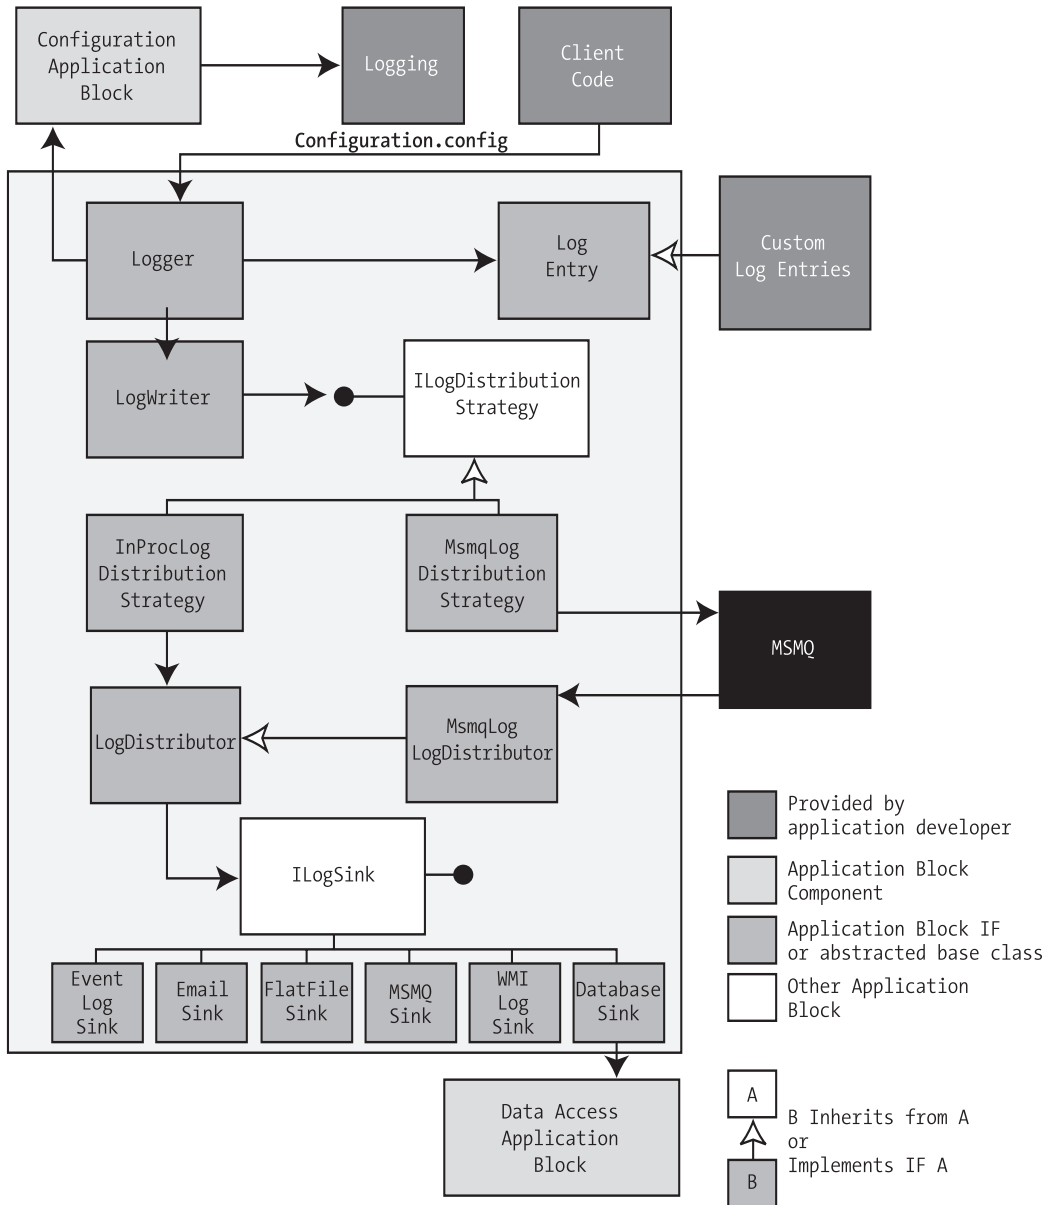 Configuration
Application
Block
Logging
Client
Code
Configuration.config
Logger
Log
Entry
Custom
Log Entries
LogWriter
ILogDistribution
Strategy
InProcLog
Distribution
Strategy
MsmqLog
Distribution
Strategy
MSMQ
LogDistributor
MsmqLog
LogDistributor
ILogSink
Event
Log
Sink
Email
Sink
FlatFile
Sink
MSMQ
Sink
WMI
Log
Sink
Database
Sink
Data Access
Application
Block
Provided by
application developer
Application Block
Component
Application Block IF
or abstracted base class
Other Application
Block
A
B Inherits from A
or
Implements IF A
B